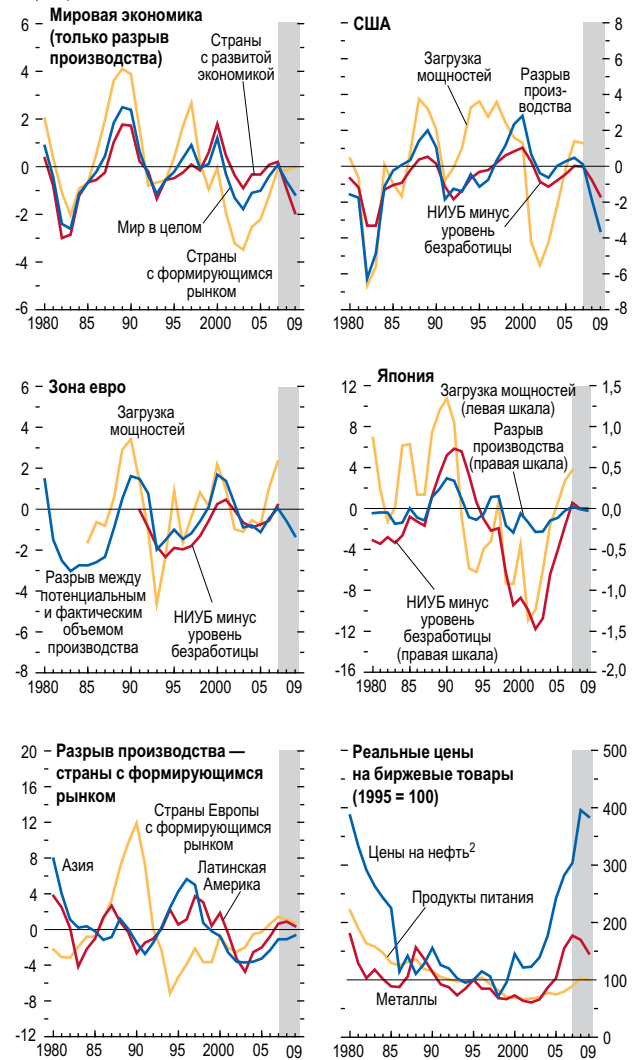 Мировая экономика
(только разрыв
производства)
Страны
с развитой
экономикой
Мир в целом
Страны
с формирующимся
рынком
6
4
2
0
-2
-4
-6
1980 85 90 95 2000 05 09
США
Загрузка
мощностей
Разрыв
произ-
водства
НИУБ минус
уровень
безработицы
8
6
4
2
0
-2
-4
-6
-8
1980 85 90 95 2000 05 09
Зона евро
Загрузка
мощностей
Разрыв между
потенциальным
и фактическим
объемом
производства
НИУБ минус
уровень
безработицы
6
4
2
0
-2
-4
-6
-8
1980 85 90 95 2000 05 09
Япония
Загрузка мощностей
(левая шкала)
Разрыв
производства
(правая шкала)
НИУБ минус
уровень
безработицы
(правая шкала)
12
8
4
0
-4
-8
-12
-16
1,5
1,0
0,5
0,0
-0,5
-1,0
-1,5
-2,0
1980 85 90 95 2000 05 09
Разрыв производства —
страны с формирующимся
рынком
Страны Европы
с формирующимся
рынком
Азия
Латинская
Америка
20
16
12
8
4
0
-4
-8
-12
1980 85 90 95 2000 05 09
Реальные цены
на биржевые товары
(1995 = 100)
Цены на нефть2
Продукты питания
Металлы
500
400
300
200
100
0
1980 85 90 95 2000 05 09